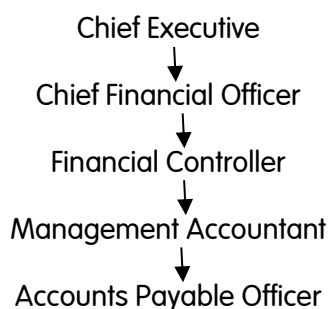 Chief Executive
Chief Financial Officer
Financial Controller
Management Accountant
Accounts Payable Officer